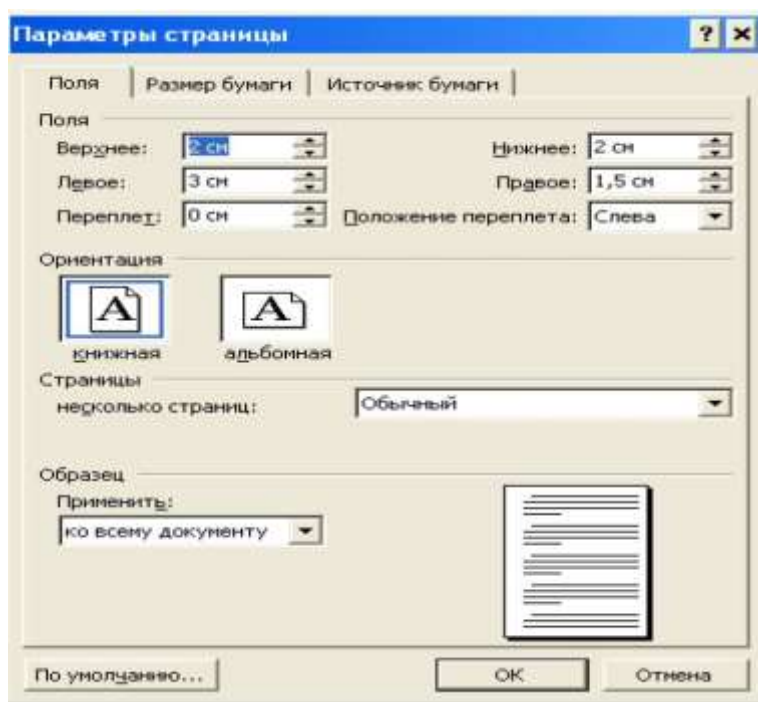 Параметры страницы
Поля Размер бумаги Источник бумаги
Поля
Верхнее: 2 см Нижнее: 2 см
Левое: 3 см Правое: 1,5 см
Переплет: 0 см Положение переплета: Слева
Ориентация
A A
книжная альбомная
Страницы
несколько страниц: Обычный
Образец
Применить:
ко всему документу
По умолчанию... ОК Отмена